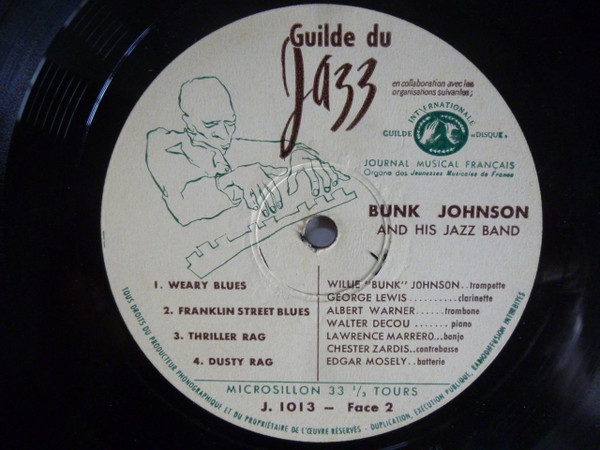 Guilde du
Jazz
en collaboration avec les
organisations suivantes;
INTERNATIONALE
GUILDE DISQUE.
JOURNAL MUSICAL FRANÇAIS
Organe des Jeunesses Musicales de France
BUNK JOHNSON
AND HIS JAZZ BAND
1. WEARY BLUES
2. FRANKLIN STREET BLUES
3. THRILLER RAG
4. DUSTY RAG
WILLIE "BUNK" JOHNSON..trompette
GEORGE LEWIS..........clarinette
ALBERT WARNER......trombone
WALTER DECOU ....... piano
LAWRENCE MARRERO...banjo
CHESTER ZARDIS..contrebasse
EDGAR MOSELY..batterie
MICROSILLON 33 1/3 TOURS
J. 1013 — Face 2
TOUS DROITS DU PRODUCTEUR PHONOGRAPHIQUE ET DU PROPRIÉTAIRE DE L'ŒUVRE RÉSERVÉS - DUPLICATION, EXÉCUTION PUBLIQUE, RADIODIFFUSION INTERDITES